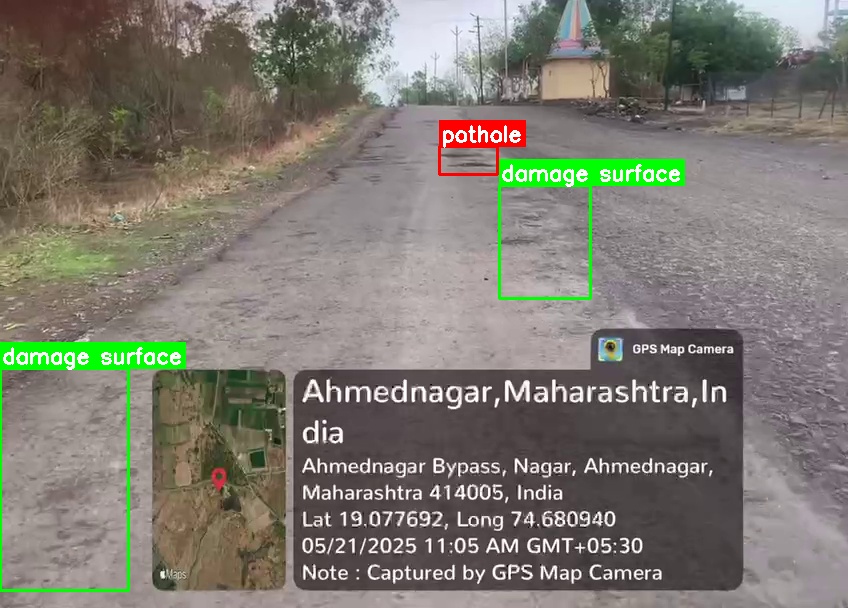 pothole
damage surface
damage surface
GPS Map Camera
Ahmednagar,Maharashtra,In
dia
Ahmednagar Bypass, Nagar, Ahmednagar,
Maharashtra 414005, India
Lat 19.077692, Long 74.680940
05/21/2025 11:05 AM GMT+05:30
Note : Captured by GPS Map Camera
Maps